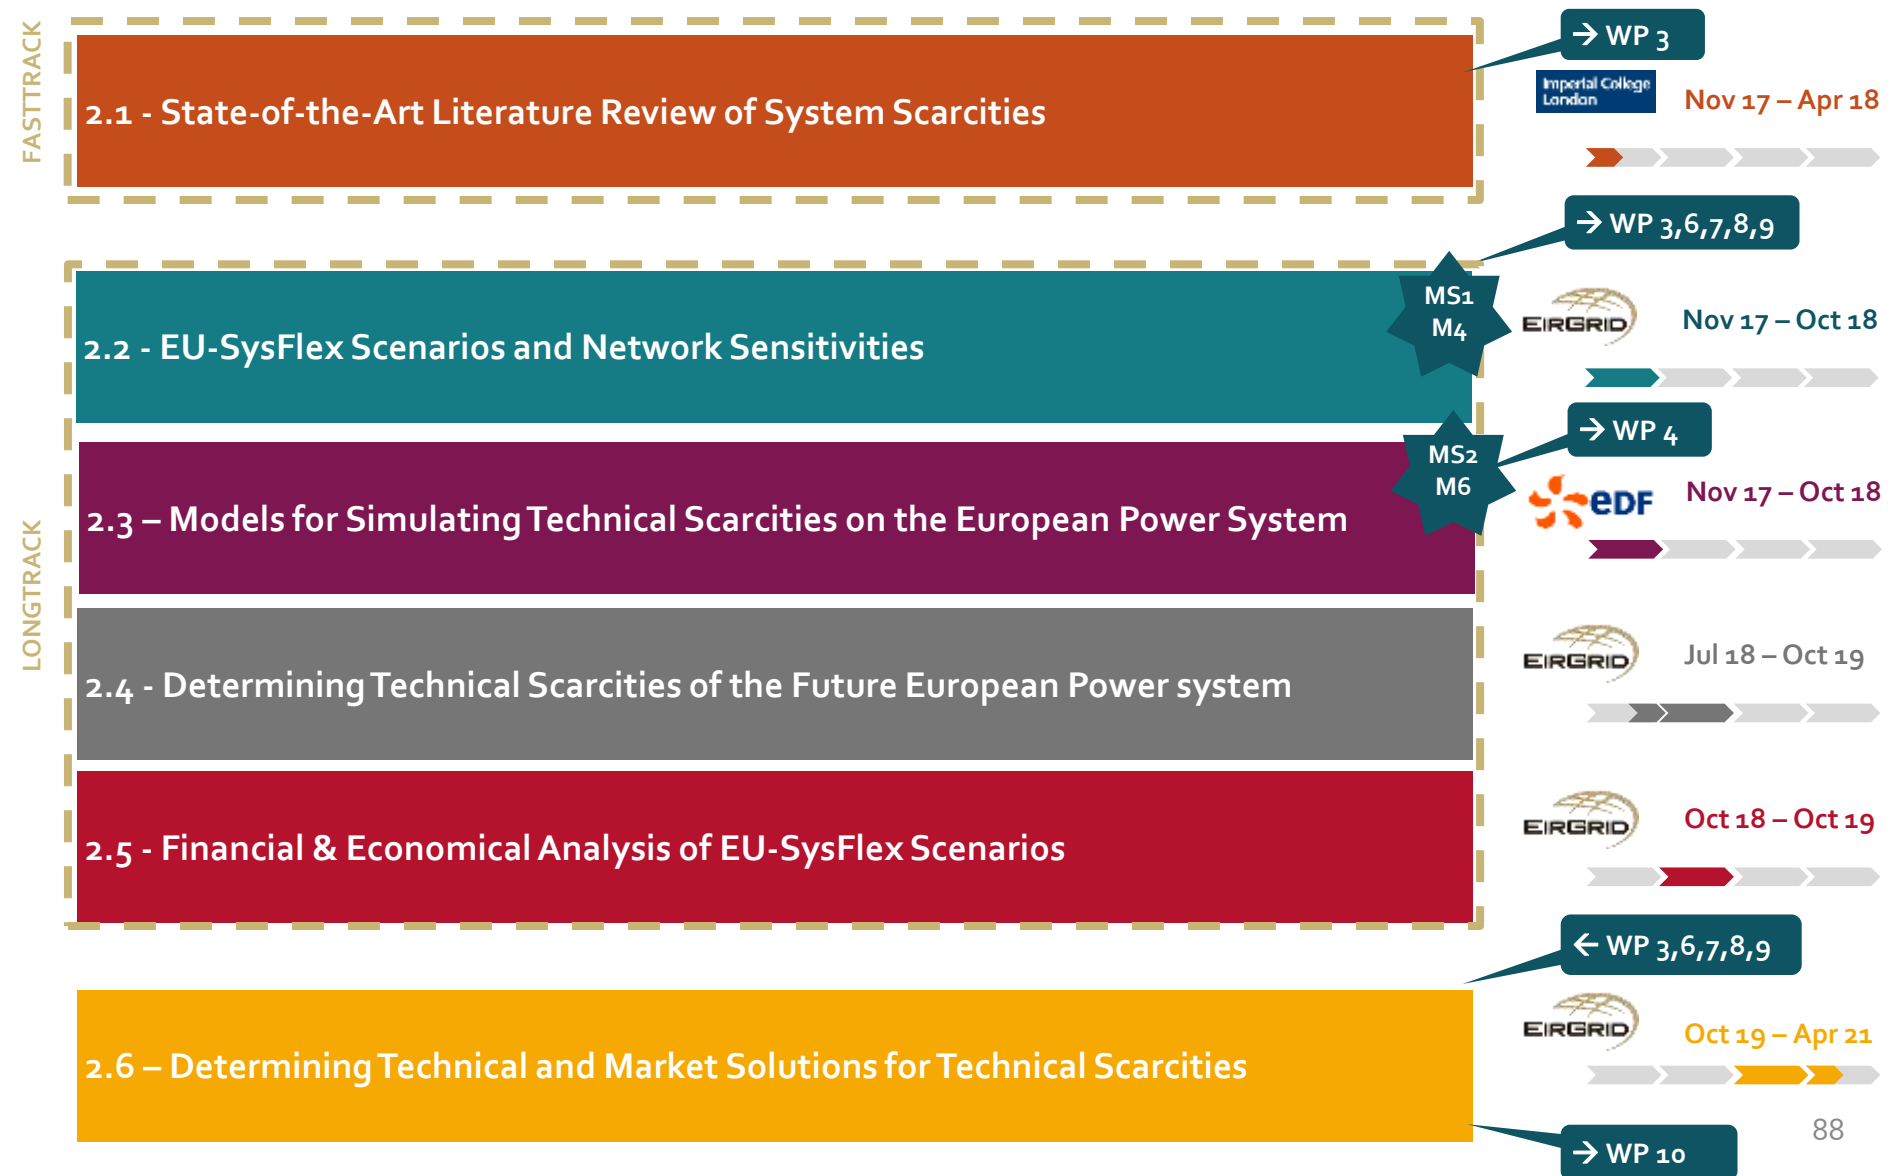 FASTTRACK
2.1 - State-of-the-Art Literature Review of System Scarcities
→ WP 3
Imperial College
London
Nov 17 – Apr 18
LONGTRACK
→ WP 3,6,7,8,9
2.2 - EU-SysFlex Scenarios and Network Sensitivities
MS1
M4
EIRGRID
Nov 17 – Oct 18
→ WP 4
2.3 – Models for Simulating Technical Scarcities on the European Power System
MS2
M6
eDF
Nov 17 – Oct 18
2.4 - Determining Technical Scarcities of the Future European Power system
EIRGRID
Jul 18 – Oct 19
2.5 - Financial & Economical Analysis of EU-SysFlex Scenarios
EIRGRID
Oct 18 – Oct 19
← WP 3,6,7,8,9
2.6 – Determining Technical and Market Solutions for Technical Scarcities
EIRGRID
Oct 19 – Apr 21
→ WP 10
88